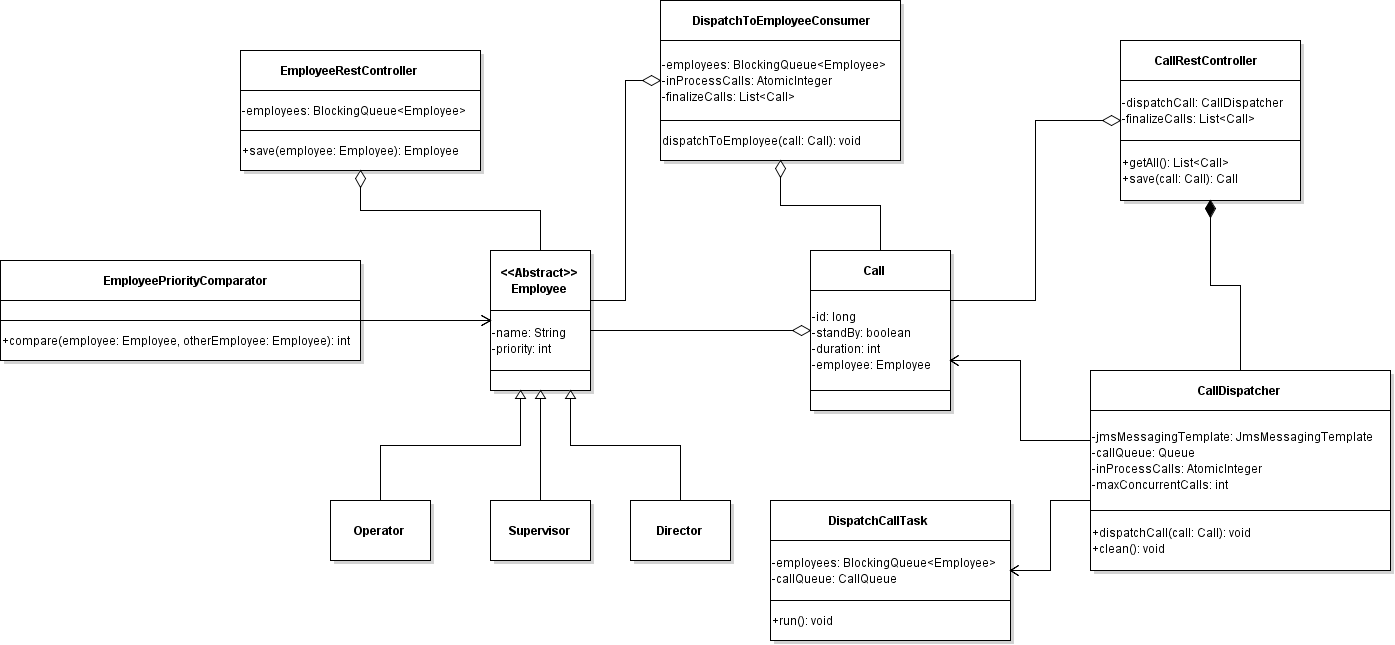 DispatchToEmployeeConsumer
-employees: BlockingQueue<Employee>
-inProcessCalls: AtomicInteger
-finalizeCalls: List<Call>
dispatchToEmployee(call: Call): void
EmployeeRestController
-employees: BlockingQueue<Employee>
+save(employee: Employee): Employee
CallRestController
-dispatchCall: CallDispatcher
-finalizeCalls: List<Call>
+getAll(): List<Call>
+save(call: Call): Call
EmployeePriorityComparator
+compare(employee: Employee, otherEmployee: Employee): int
<<Abstract>>
Employee
-name: String
-priority: int
Call
-id: long
-standBy: boolean
-duration: int
-employee: Employee
CallDispatcher
-jmsMessagingTemplate: JmsMessagingTemplate
-callQueue: Queue
-inProcessCalls: AtomicInteger
-maxConcurrentCalls: int
+dispatchCall(call: Call): void
+clean(): void
Operator
Supervisor
Director
DispatchCallTask
-employees: BlockingQueue<Employee>
-callQueue: CallQueue
+run(): void